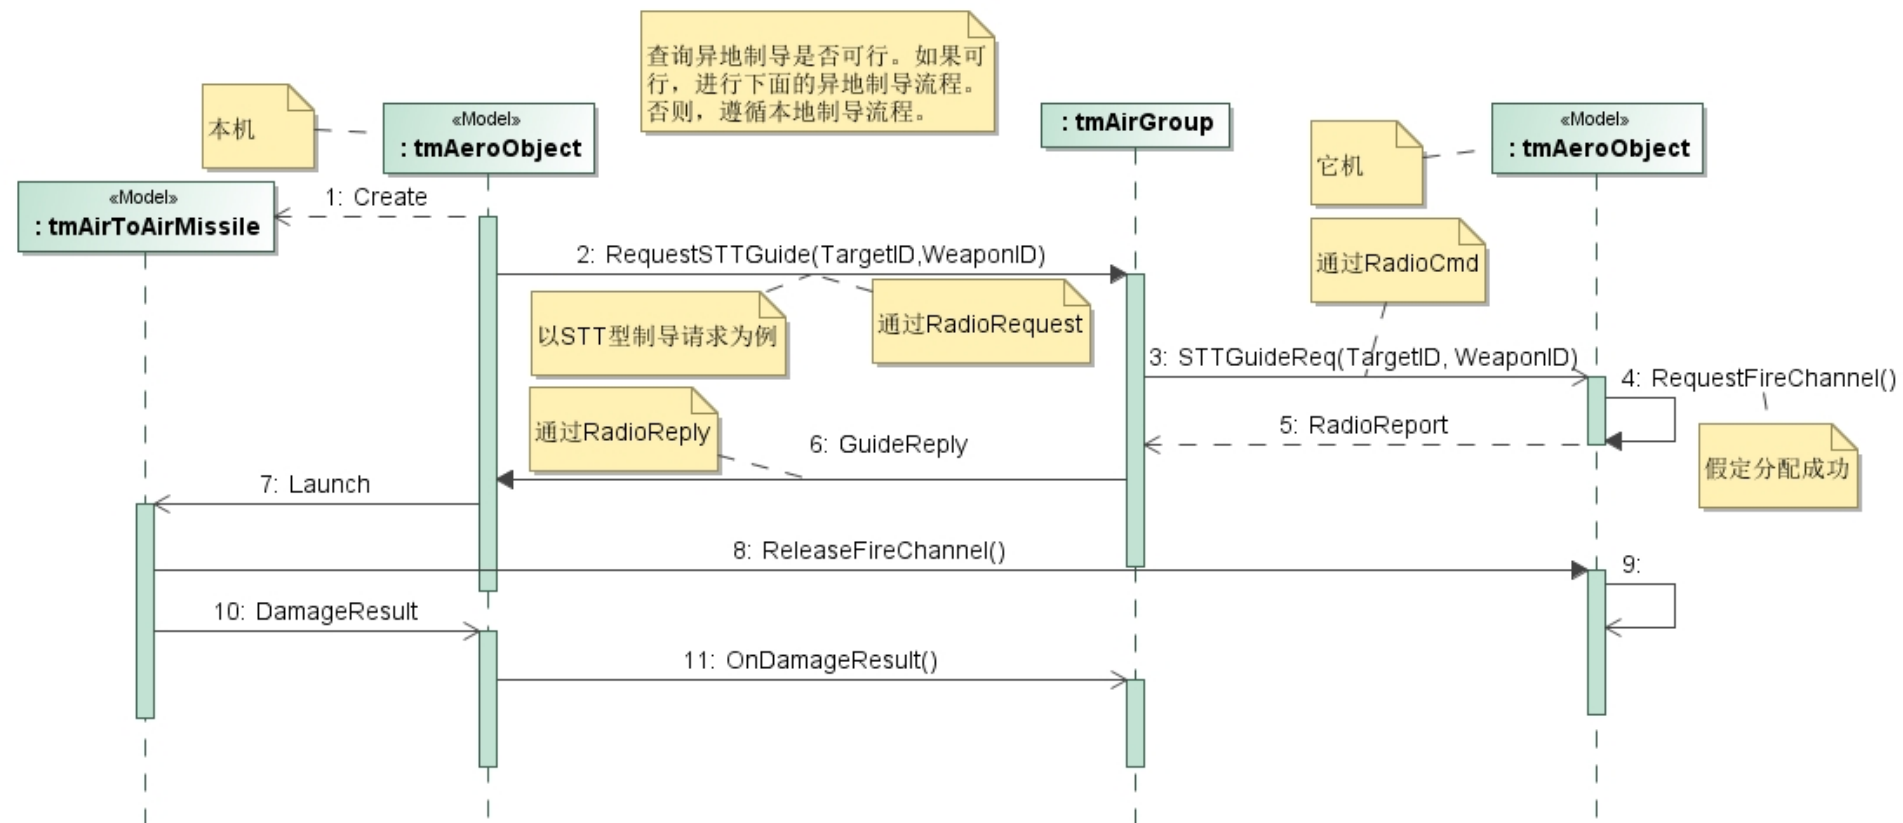 查询异地制导是否可行。如果可
行，进行下面的异地制导流程。
否则，遵循本地制导流程。
本机
«Model»
: tmAeroObject
: tmAirGroup
它机
«Model»
: tmAeroObject
«Model»
: tmAirToAirMissile
1: Create
2: RequestSTTGuide(TargetID,WeaponID)
通过RadioCmd
以STT型制导请求为例
通过RadioRequest
3: STTGuideReq(TargetID, WeaponID)
4: RequestFireChannel()
通过RadioReply
5: RadioReport
6: GuideReply
假定分配成功
7: Launch
8: ReleaseFireChannel()
9:
10: DamageResult
11: OnDamageResult()